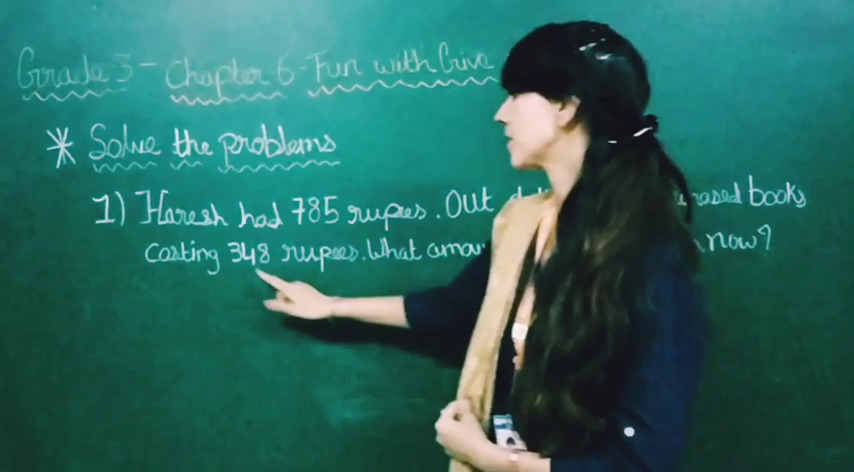 Grade 3 - Chapter 6 - Fun with Give
* Solve the problems
1) Haresh had 785 rupees. Out books
costing 348 rupees. What now?